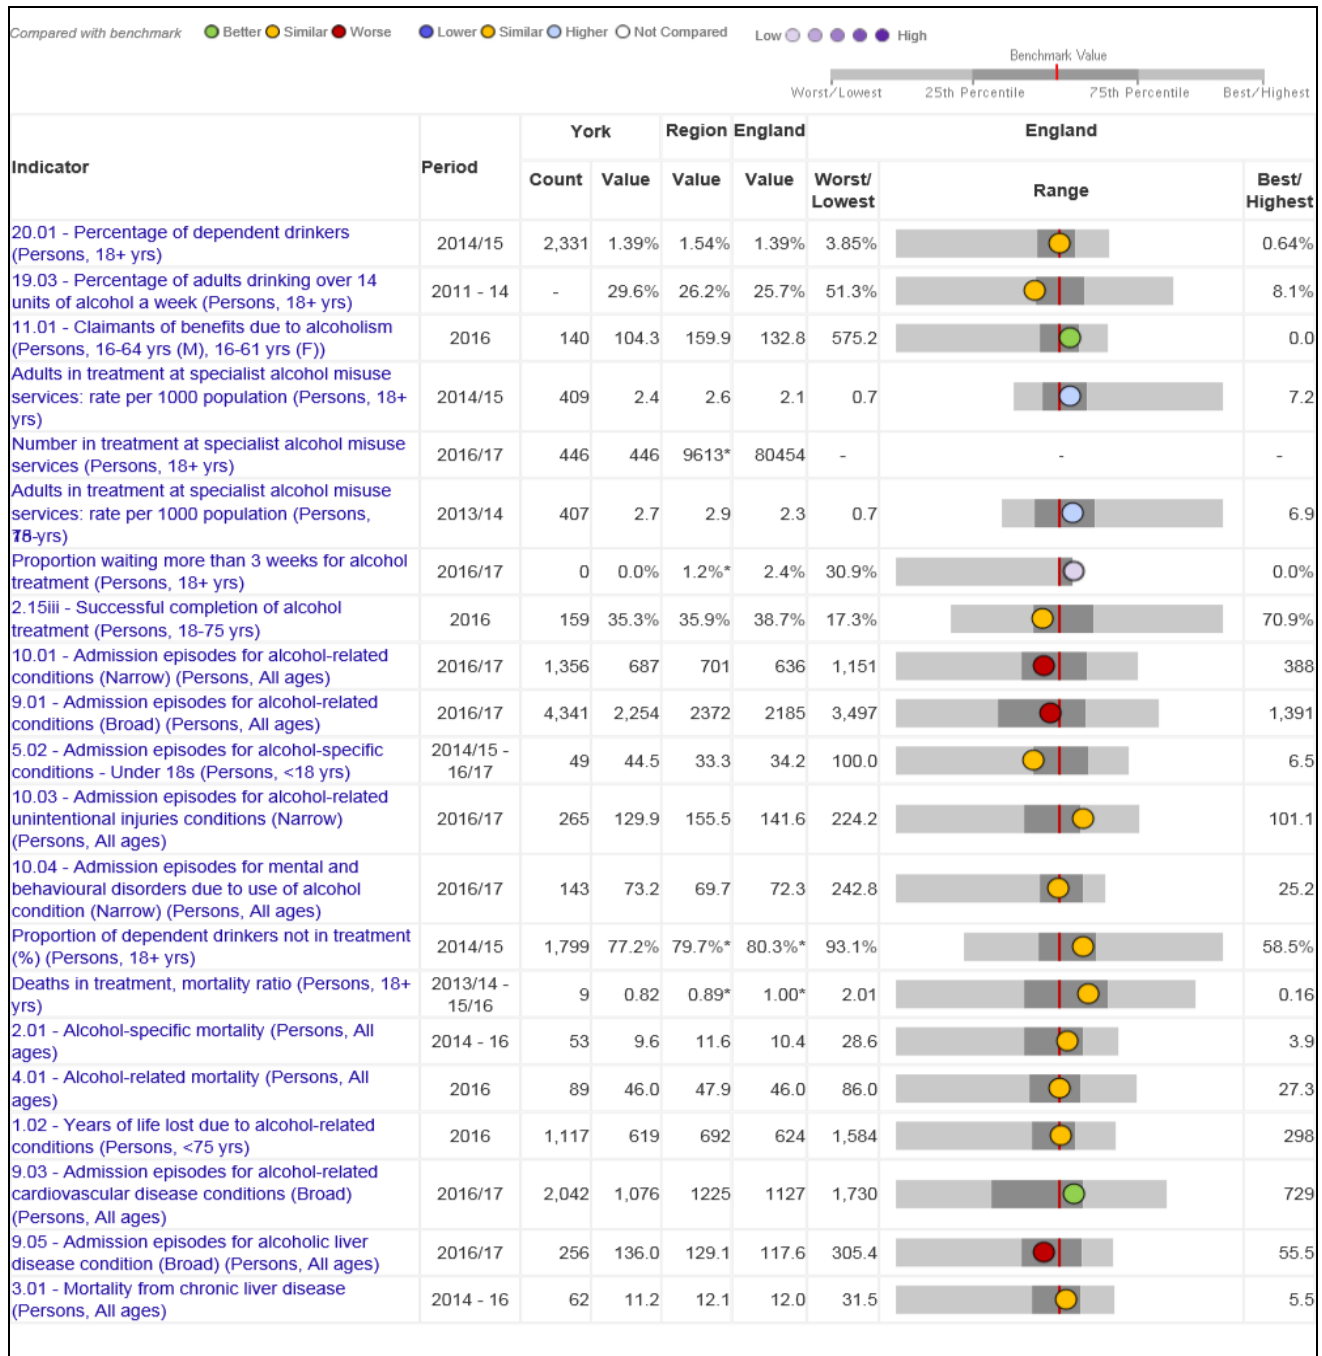 Compared with benchmark Better Similar Worse Lower Similar Higher Not Compared Low High
Benchmark Value
Worst/Lowest 25th Percentile 75th Percentile Best/Highest
Indicator Period York Region England England
Count Value Value Value Worst/ Lowest Range Best/ Highest
20.01 - Percentage of dependent drinkers
(Persons, 18+ yrs) 2014/15 2,331 1.39% 1.54% 1.39% 3.85% 0.64%
19.03 - Percentage of adults drinking over 14
units of alcohol a week (Persons, 18+ yrs) 2011 - 14 - 29.6% 26.2% 25.7% 51.3% 8.1%
11.01 - Claimants of benefits due to alcoholism
(Persons, 16-64 yrs (M), 16-61 yrs (F)) 2016 140 104.3 159.9 132.8 575.2 0.0
Adults in treatment at specialist alcohol misuse
services: rate per 1000 population (Persons, 18+
yrs) 2014/15 409 2.4 2.6 2.1 0.7 7.2
Number in treatment at specialist alcohol misuse
services (Persons, 18+ yrs) 2016/17 446 446 9613* 80454 - - -
Adults in treatment at specialist alcohol misuse
services: rate per 1000 population (Persons,
yrs) 2013/14 407 2.7 2.9 2.3 0.7 6.9
Proportion waiting more than 3 weeks for alcohol
treatment (Persons, 18+ yrs) 2016/17 0 0.0% 1.2%* 2.4% 30.9% 0.0%
2.15iii - Successful completion of alcohol
treatment (Persons, 18-75 yrs) 2016 159 35.3% 35.9% 38.7% 17.3% 70.9%
10.01 - Admission episodes for alcohol-related
conditions (Narrow) (Persons, All ages) 2016/17 1,356 687 701 636 1,151 388
9.01 - Admission episodes for alcohol-related
conditions (Broad) (Persons, All ages) 2016/17 4,341 2,254 2372 2185 3,497 1,391
5.02 - Admission episodes for alcohol-specific
conditions - Under 18s (Persons, <18 yrs) 2014/15 - 16/17 49 44.5 33.3 34.2 100.0 6.5
10.03 - Admission episodes for alcohol-related
unintentional injuries conditions (Narrow)
(Persons, All ages) 2016/17 265 129.9 155.5 141.6 224.2 101.1
10.04 - Admission episodes for mental and
behavioural disorders due to use of alcohol
condition (Narrow) (Persons, All ages) 2016/17 143 73.2 69.7 72.3 242.8 25.2
Proportion of dependent drinkers not in treatment
(%) (Persons, 18+ yrs) 2014/15 1,799 77.2% 79.7%* 80.3%* 93.1% 58.5%
Deaths in treatment, mortality ratio (Persons, 18+
yrs) 2013/14 - 15/16 9 0.82 0.89* 1.00* 2.01 0.16
2.01 - Alcohol-specific mortality (Persons, All
ages) 2014 - 16 53 9.6 11.6 10.4 28.6 3.9
4.01 - Alcohol-related mortality (Persons, All
ages) 2016 89 46.0 47.9 46.0 86.0 27.3
1.02 - Years of life lost due to alcohol-related
conditions (Persons, <75 yrs) 2016 1,117 619 692 624 1,584 298
9.03 - Admission episodes for alcohol-related
cardiovascular disease conditions (Broad)
(Persons, All ages) 2016/17 2,042 1,076 1225 1127 1,730 729
9.05 - Admission episodes for alcoholic liver
disease condition (Broad) (Persons, All ages) 2016/17 256 136.0 129.1 117.6 305.4 55.5
3.01 - Mortality from chronic liver disease
(Persons, All ages) 2014 - 16 62 11.2 12.1 12.0 31.5 5.5